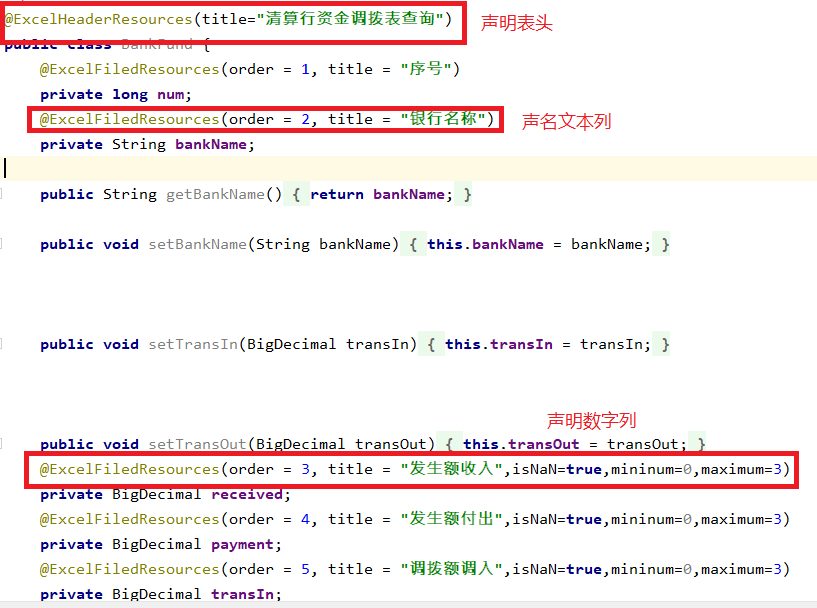 @ExcelHeaderResources(title="清算行资金调拨表查询") 声明表头
public class BankFund {
@ExcelFiledResources(order = 1, title = "序号")
private long num;
@ExcelFiledResources(order = 2, title = "银行名称") 声名文本列
private String bankName;
public String getBankName() { return bankName; }
public void setBankName(String bankName) { this.bankName = bankName; }
public void setTransIn(BigDecimal transIn) { this.transIn = transIn; }
声明数字列
public void setTransOut(BigDecimal transOut) { this.transOut = transOut; }
@ExcelFiledResources(order = 3, title = "发生额收入",isNaN=true,mininum=0,maximum=3)
private BigDecimal received;
@ExcelFiledResources(order = 4, title = "发生额付出",isNaN=true,mininum=0,maximum=3)
private BigDecimal payment;
@ExcelFiledResources(order = 5, title = "调拨额调入",isNaN=true,mininum=0,maximum=3)
private BigDecimal transIn;